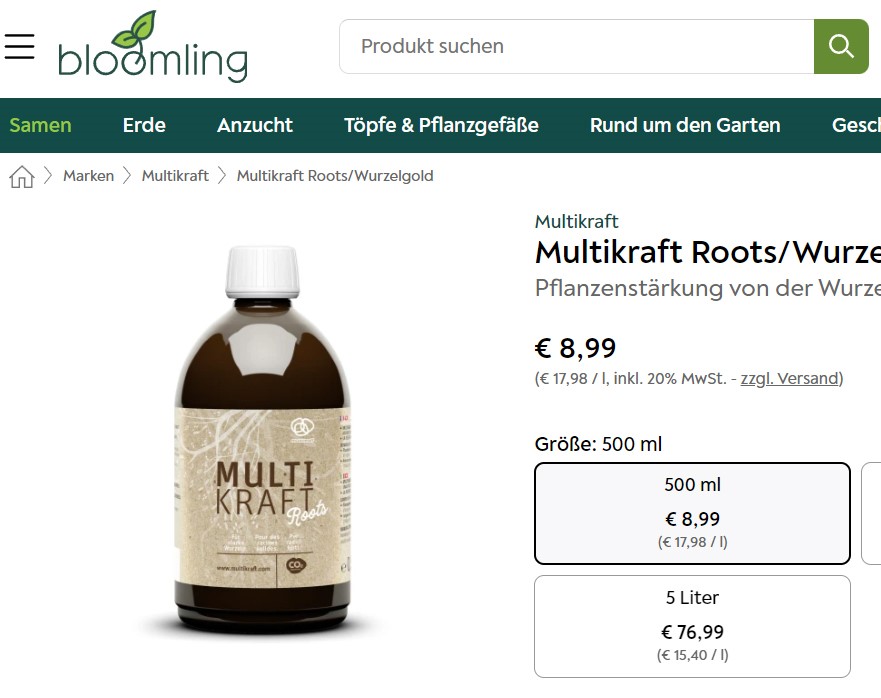 bloomling
Produkt suchen
Samen Erde Anzucht Töpfe & Pflanzgefäße Rund um den Garten Gesch
Marken Multikraft Multikraft Roots/Wurzelgold
Multikraft
Multikraft Roots/Wurze
Pflanzenstärkung von der Wurze
€ 8,99
(€ 17,98 / l, inkl. 20% MwSt. - zzgl. Versand)
Größe: 500 ml
500 ml
€ 8,99
(€ 17,98 / l)
5 Liter
€ 76,99
(€ 15,40 / l)
MULTI
KRAFT
Roots
www.multikraft.com